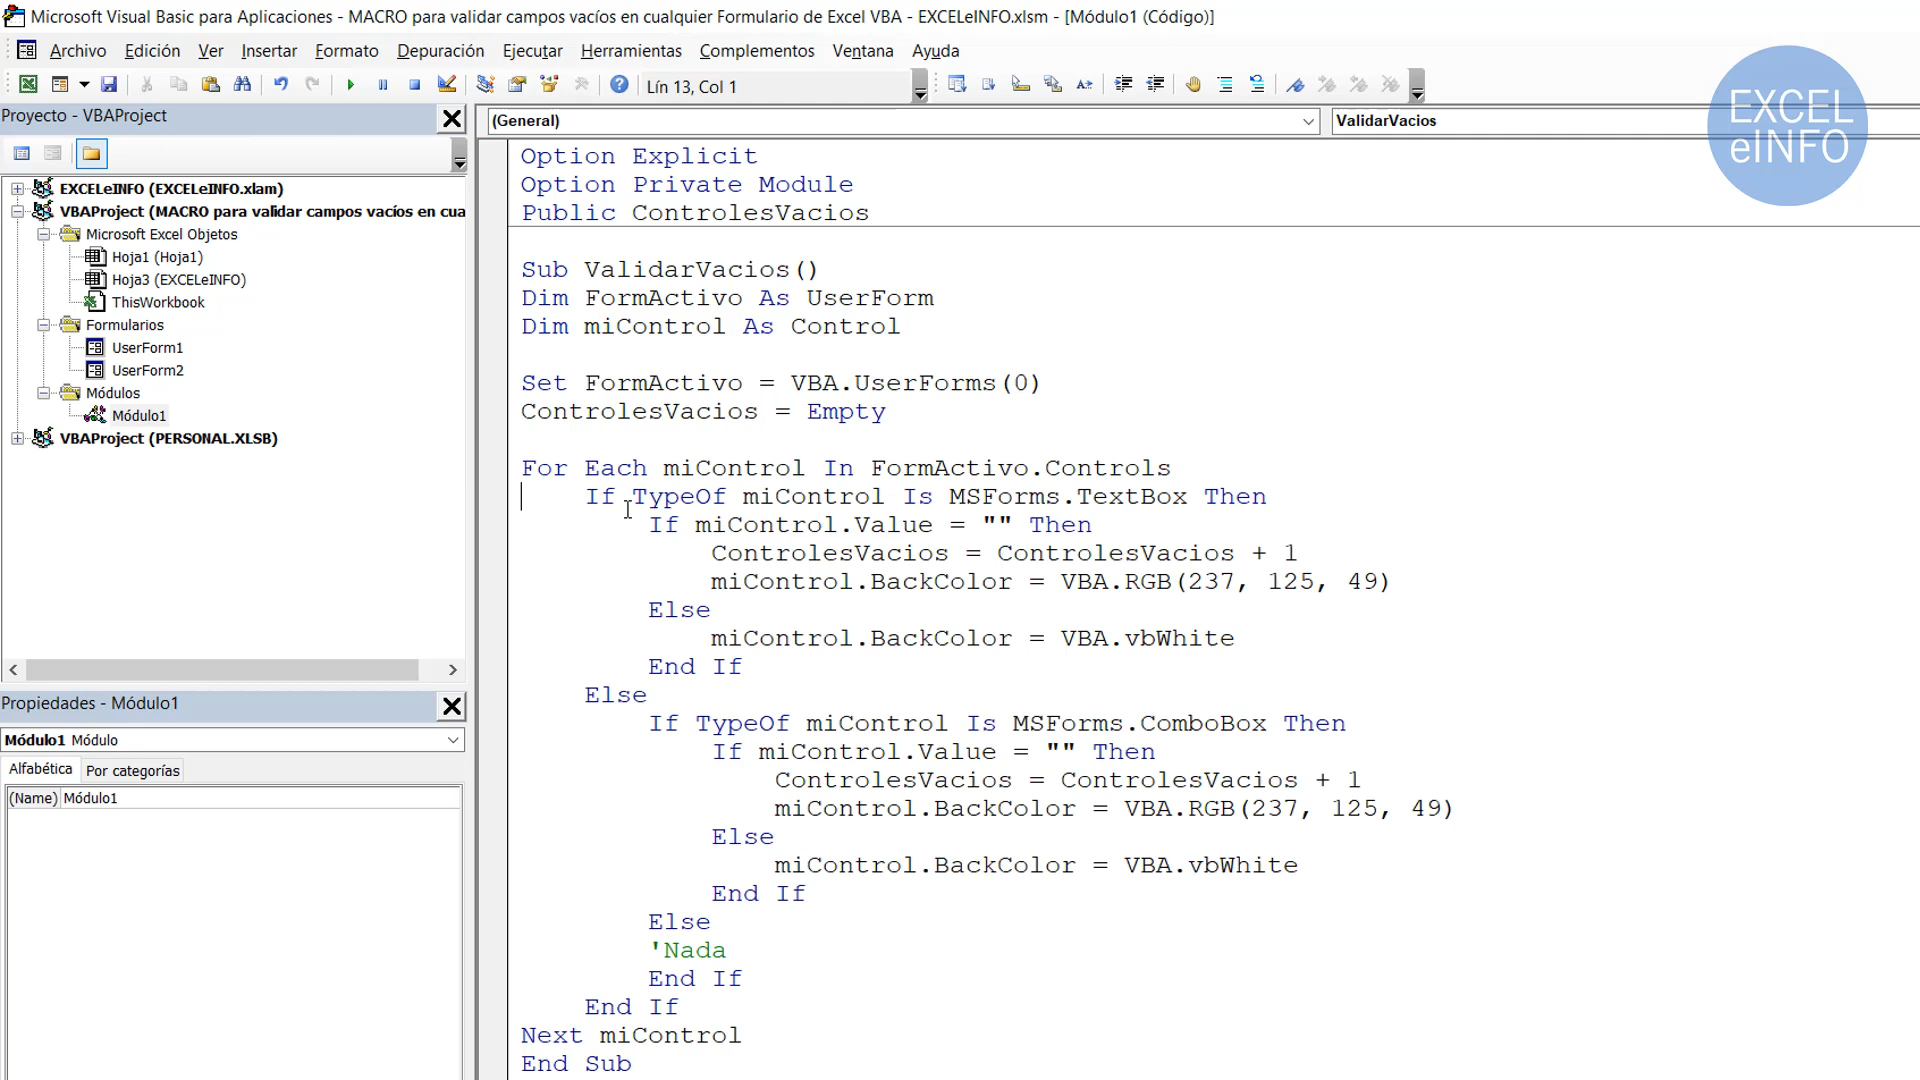 Microsoft Visual Basic para Aplicaciones - MACRO para validar campos vacíos en cualquier Formulario de Excel VBA - EXCELeINFO.xlsm - [Módulo1 (Código)]
Archivo Edición Ver Insertar Formato Depuración Ejecutar Herramientas Complementos Ventana Ayuda
Lín 13, Col 1
EXCEL
eINFO
Proyecto - VBAProject
EXCELeINFO (EXCELeINFO.xlam)
VBAProject (MACRO para validar campos vacíos en cua
Microsoft Excel Objetos
Hoja1 (Hoja1)
Hoja3 (EXCELeINFO)
ThisWorkbook
Formularios
UserForm1
UserForm2
Módulos
Módulo1
VBAProject (PERSONAL.XLSB)
Propiedades - Módulo1
Módulo1 Módulo
Alfabética Por categorías
(Name) Módulo1
(General) ValidarVacios
Option Explicit
Option Private Module
Public ControlesVacios
Sub ValidarVacios()
Dim FormActivo As UserForm
Dim miControl As Control
Set FormActivo = VBA.UserForms(0)
ControlesVacios = Empty
For Each miControl In FormActivo.Controls
If TypeOf miControl Is MSForms.TextBox Then
If miControl.Value = "" Then
ControlesVacios = ControlesVacios + 1
miControl.BackColor = VBA.RGB(237, 125, 49)
Else
miControl.BackColor = VBA.vbWhite
End If
Else
If TypeOf miControl Is MSForms.ComboBox Then
If miControl.Value = "" Then
ControlesVacios = ControlesVacios + 1
miControl.BackColor = VBA.RGB(237, 125, 49)
Else
miControl.BackColor = VBA.vbWhite
End If
Else
'Nada
End If
End If
Next miControl
End Sub